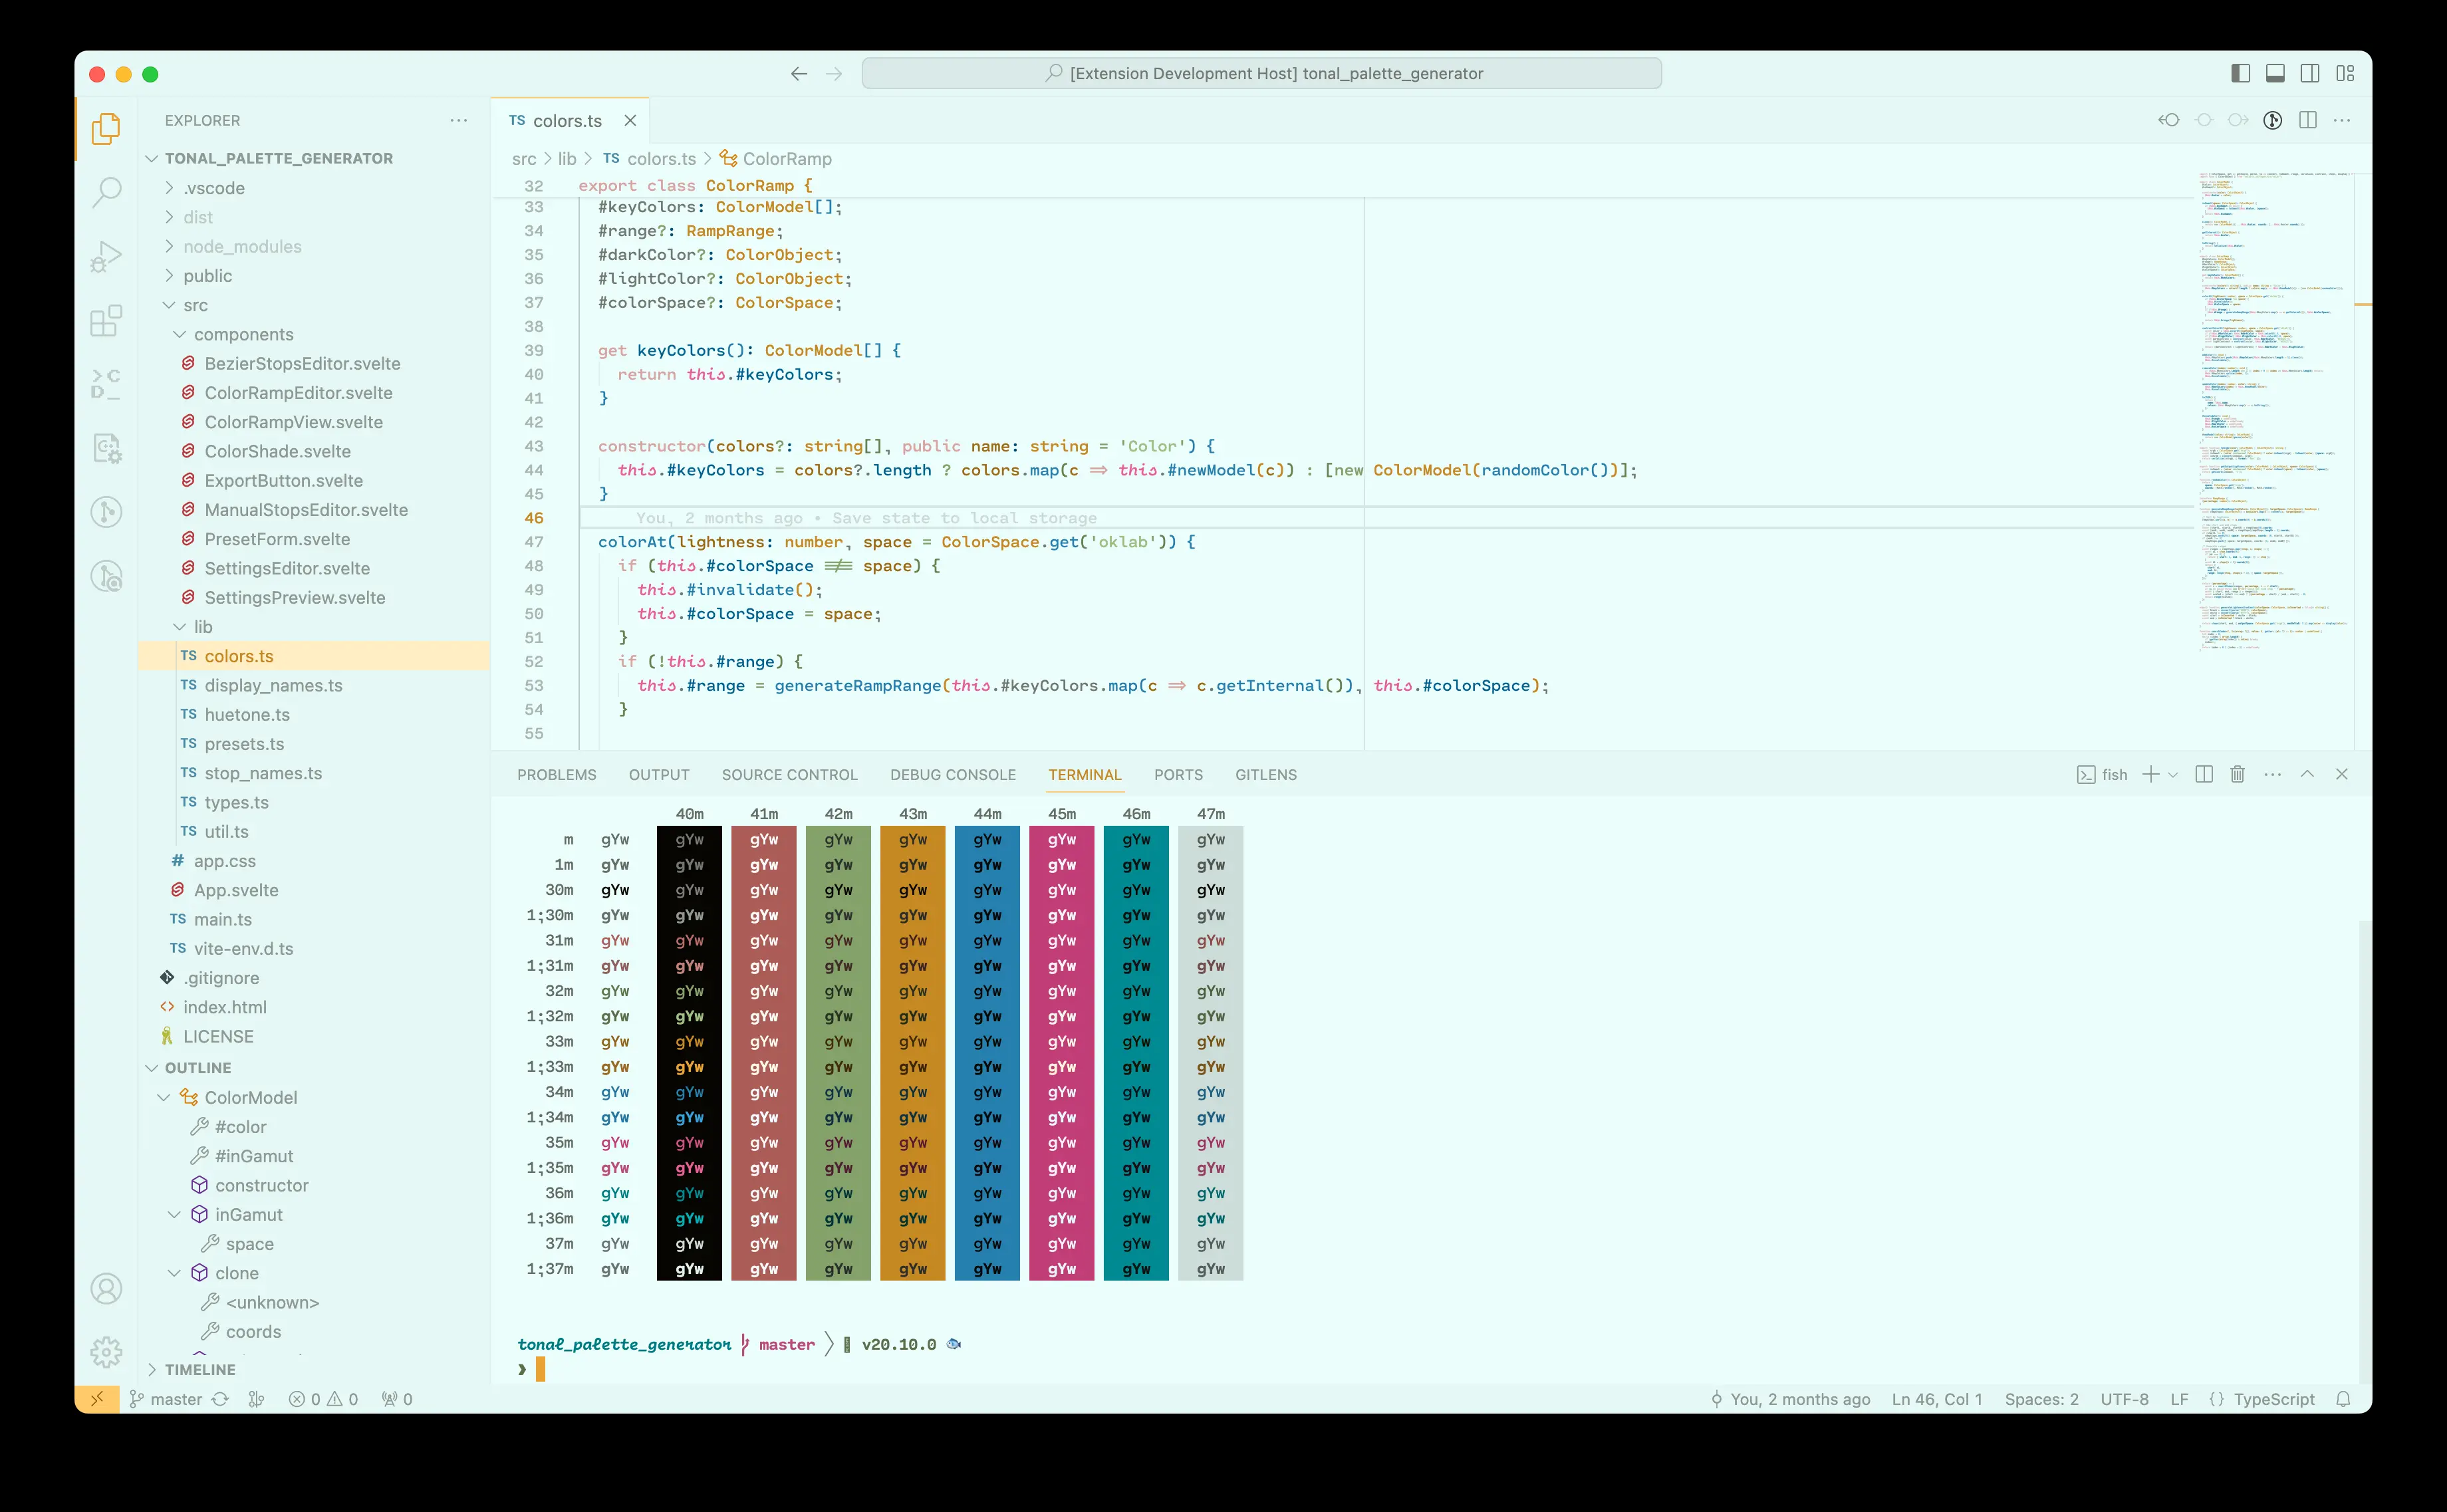 [Extension Development Host] tonal_palette_generator
EXPLORER
TONAL_PALETTE_GENERATOR
.vscode
dist
node_modules
public
src
components
BezierStopsEditor.svelte
ColorRampEditor.svelte
ColorRampView.svelte
ColorShade.svelte
ExportButton.svelte
ManualStopsEditor.svelte
PresetForm.svelte
SettingsEditor.svelte
SettingsPreview.svelte
lib
TS colors.ts
TS display_names.ts
TS huetone.ts
TS presets.ts
TS stop_names.ts
TS types.ts
TS util.ts
# app.css
App.svelte
TS main.ts
TS vite-env.d.ts
.gitignore
<> index.html
LICENSE
OUTLINE
ColorModel
#color
#inGamut
constructor
inGamut
space
clone
<unknown>
coords
TIMELINE
TS colors.ts
src > lib > TS colors.ts > ColorRamp
32 export class ColorRamp {
33 #keyColors: ColorModel[];
34 #range?: RampRange;
35 #darkColor?: ColorObject;
36 #lightColor?: ColorObject;
37 #colorSpace?: ColorSpace;
38
39 get keyColors(): ColorModel[] {
40 return this.#keyColors;
41 }
42
43 constructor(colors?: string[], public name: string = 'Color') {
44 this.#keyColors = colors?.length ? colors.map(c => this.#newModel(c)) : [new ColorModel(randomColor())];
45 }
46 You, 2 months ago • Save state to local storage
47 colorAt(lightness: number, space = ColorSpace.get('oklab')) {
48 if (this.#colorSpace !== space) {
49 this.#invalidate();
50 this.#colorSpace = space;
51 }
52 if (!this.#range) {
53 this.#range = generateRampRange(this.#keyColors.map(c => c.getInternal()), this.#colorSpace);
54 }
55
PROBLEMS OUTPUT SOURCE CONTROL DEBUG CONSOLE TERMINAL PORTS GITLENS fish
40m 41m 42m 43m 44m 45m 46m 47m
m gYw gYw gYw gYw gYw gYw gYw gYw gYw
1m gYw gYw gYw gYw gYw gYw gYw gYw gYw
30m gYw gYw gYw gYw gYw gYw gYw gYw gYw
1;30m gYw gYw gYw gYw gYw gYw gYw gYw gYw
31m gYw gYw gYw gYw gYw gYw gYw gYw gYw
1;31m gYw gYw gYw gYw gYw gYw gYw gYw gYw
32m gYw gYw gYw gYw gYw gYw gYw gYw gYw
1;32m gYw gYw gYw gYw gYw gYw gYw gYw gYw
33m gYw gYw gYw gYw gYw gYw gYw gYw gYw
1;33m gYw gYw gYw gYw gYw gYw gYw gYw gYw
34m gYw gYw gYw gYw gYw gYw gYw gYw gYw
1;34m gYw gYw gYw gYw gYw gYw gYw gYw gYw
35m gYw gYw gYw gYw gYw gYw gYw gYw gYw
1;35m gYw gYw gYw gYw gYw gYw gYw gYw gYw
36m gYw gYw gYw gYw gYw gYw gYw gYw gYw
1;36m gYw gYw gYw gYw gYw gYw gYw gYw gYw
37m gYw gYw gYw gYw gYw gYw gYw gYw gYw
1;37m gYw gYw gYw gYw gYw gYw gYw gYw gYw
tonal_palette_generator master v20.10.0
❯
master 0 0 0 You, 2 months ago Ln 46, Col 1 Spaces: 2 UTF-8 LF {} TypeScript